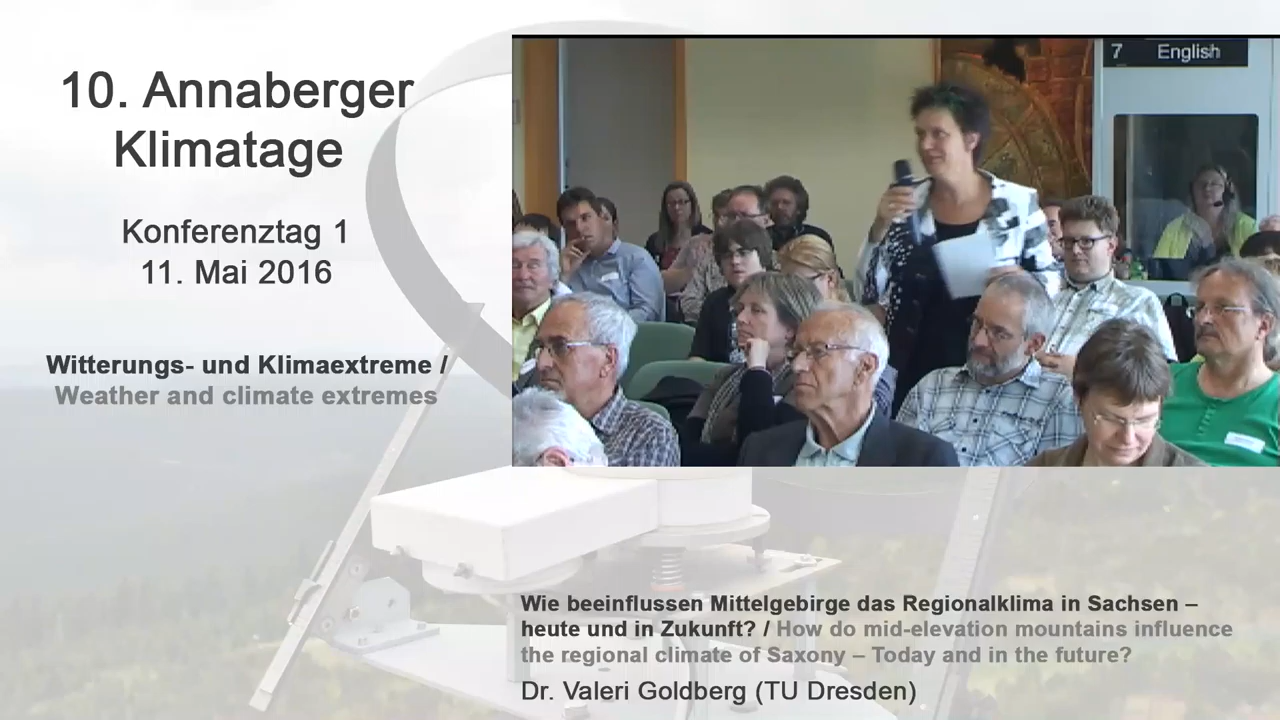 10. Annaberger
Klimatage
Konferenztag 1
11. Mai 2016
Witterungs- und Klimaextreme /
Weather and climate extremes
7 English
Wie beeinflussen Mittelgebirge das Regionalklima in Sachsen –
heute und in Zukunft? / How do mid-elevation mountains influence
the regional climate of Saxony – Today and in the future?
Dr. Valeri Goldberg (TU Dresden)